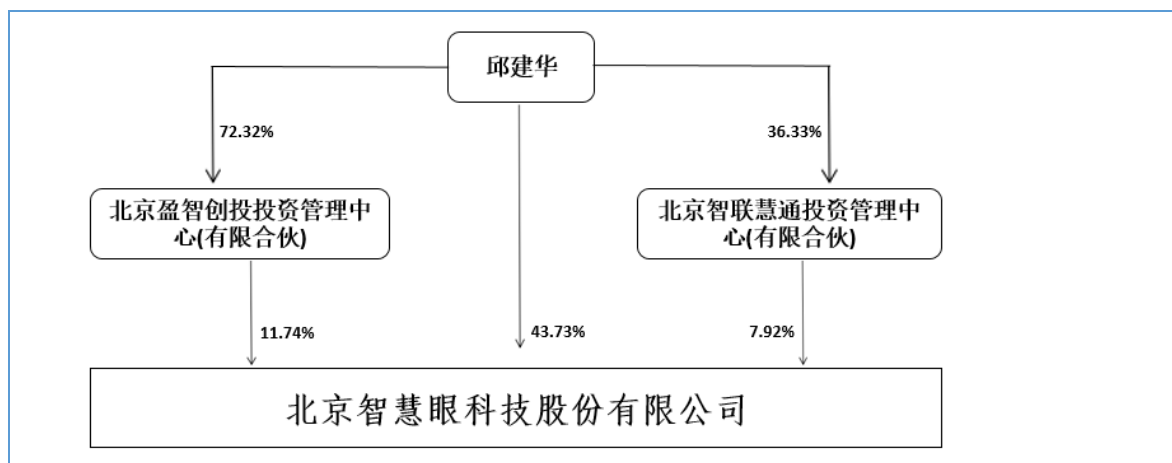 邱建华
72.32%
36.33%
北京盈智创投投资管理中
心(有限合伙)
北京智联慧通投资管理中
心(有限合伙)
11.74%
43.73%
7.92%
北京智慧眼科技股份有限公司